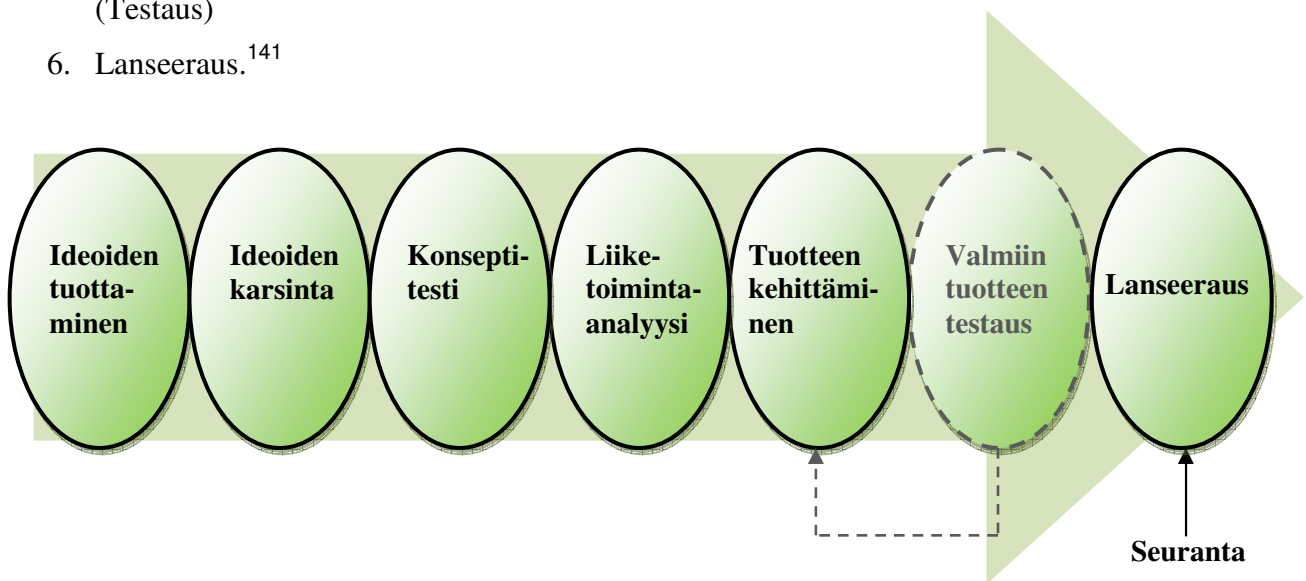 (Testaus)
6. Lanseeraus.141
Ideoiden
tuotta-
minen
Ideoiden
karsinta
Konsepti-
testi
Liike-
toiminta-
analyysi
Tuotteen
kehittämi-
nen
Valmiin
tuotteen
testaus
Lanseeraus
Seuranta